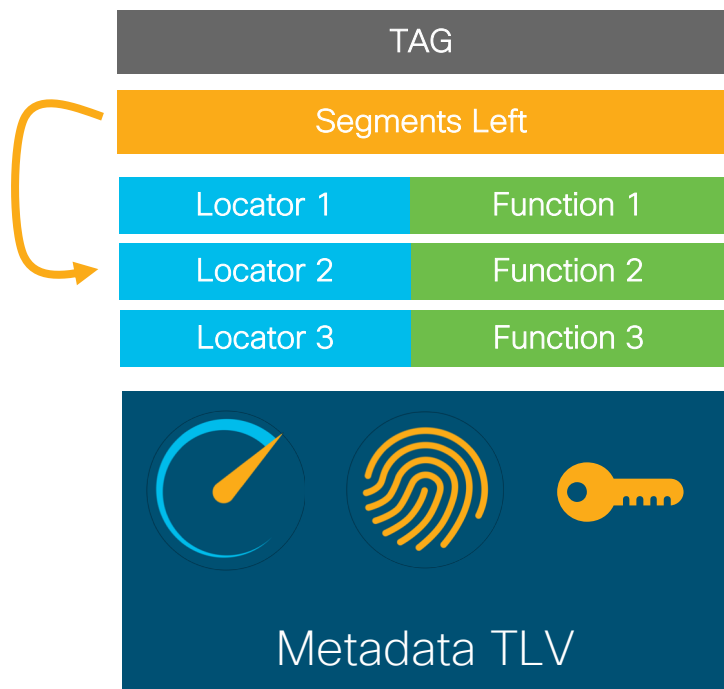 TAG
Segments Left
Locator 1 Function 1
Locator 2 Function 2
Locator 3 Function 3
Metadata TLV